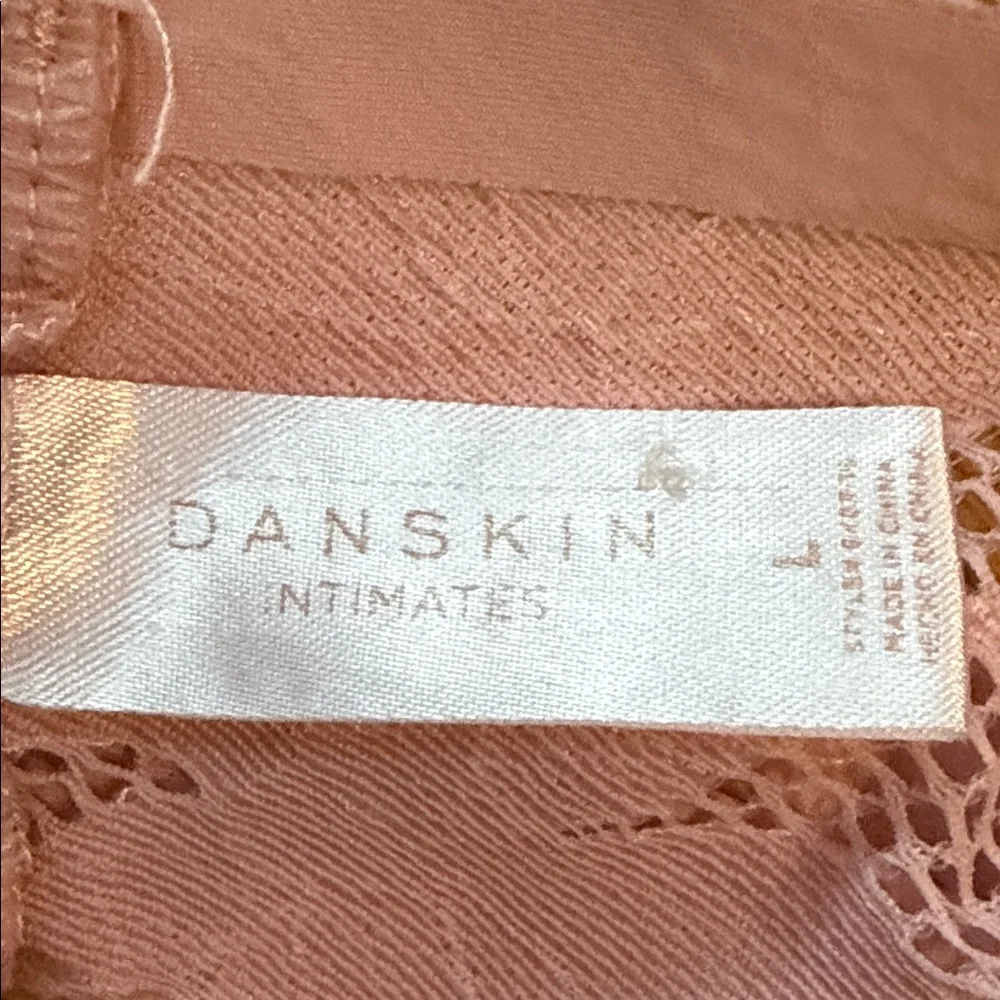 DANSKIN
INTIMATES
L
MADE IN CHINA
HECHO EN CHINA